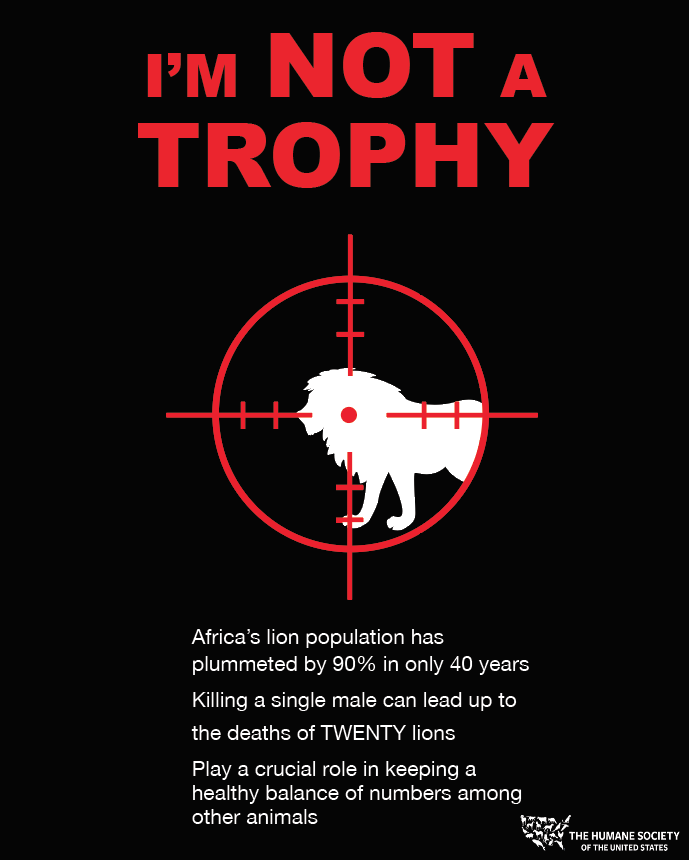 I'M NOT A
TROPHY
Africa's lion population has
plummeted by 90% in only 40 years
Killing a single male can lead up to
the deaths of TWENTY lions
Play a crucial role in keeping a
healthy balance of numbers among
other animals
THE HUMANE SOCIETY
OF THE UNITED STATES